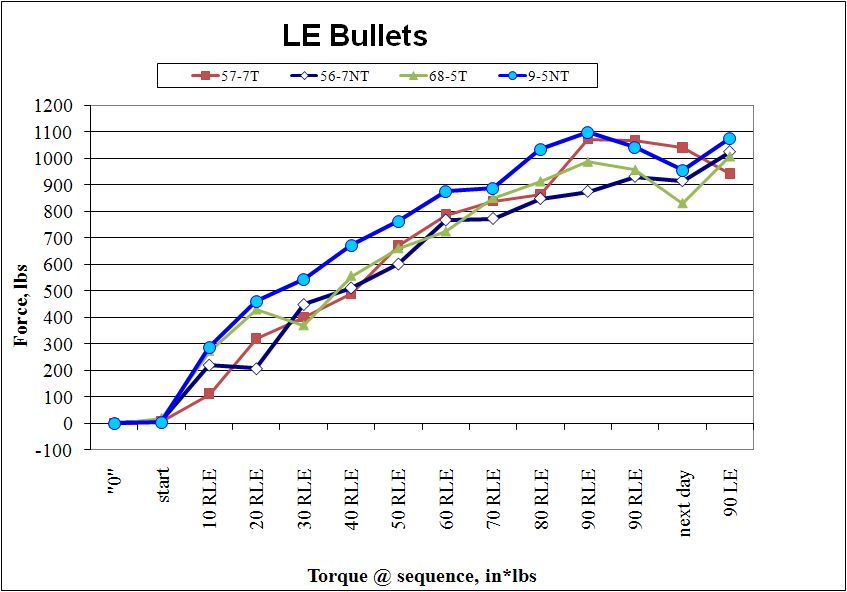 LE Bullets
57-7T 56-7NT 68-5T 9-5NT
1200
1100
1000
900
800
700
600
500
400
300
200
100
0
-100
Force, lbs
"0"
start
10 RLE
20 RLE
30 RLE
40 RLE
50 RLE
60 RLE
70 RLE
80 RLE
90 RLE
90 RLE
next day
90 LE
Torque @ sequence, in*lbs